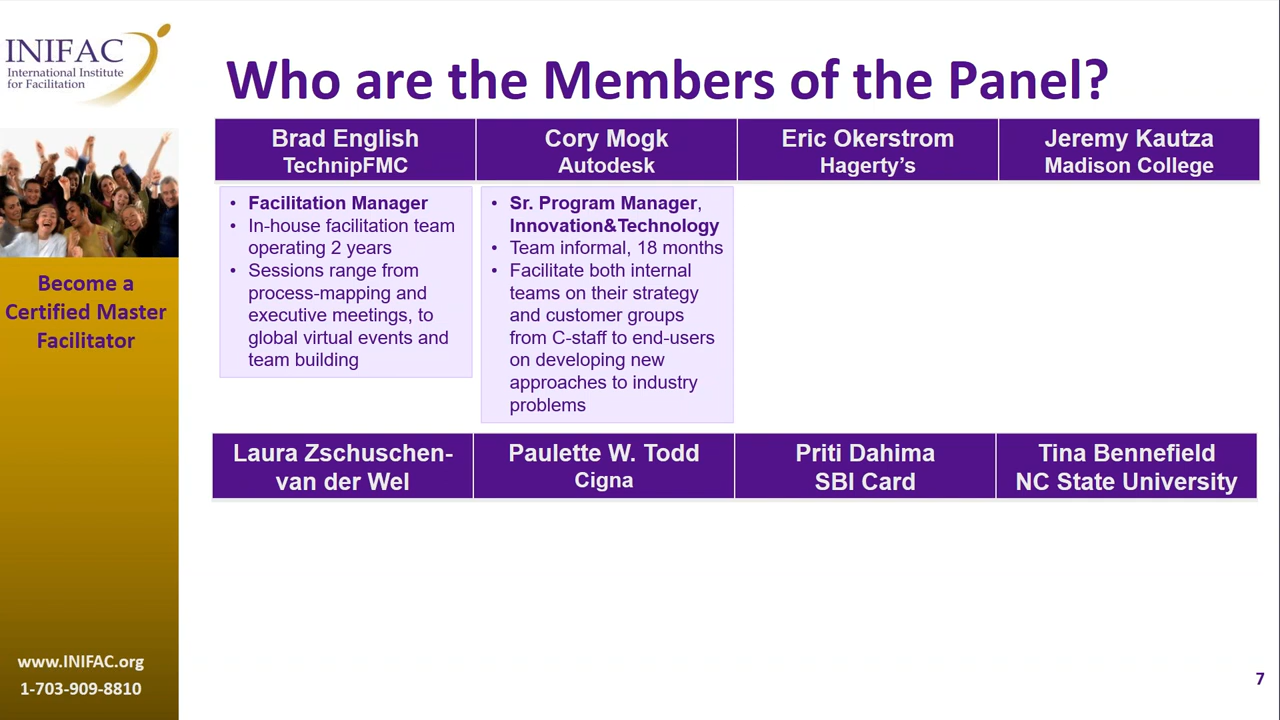 INIFAC
International Institute
for Facilitation
Who are the Members of the Panel?
Brad English
TechnipFMC
Cory Mogk
Autodesk
Eric Okerstrom
Hagerty’s
Jeremy Kautza
Madison College
• Facilitation Manager
• In-house facilitation team
operating 2 years
• Sessions range from
process-mapping and
executive meetings, to
global virtual events and
team building
• Sr. Program Manager,
Innovation&Technology
• Team informal, 18 months
• Facilitate both internal
teams on their strategy
and customer groups
from C-staff to end-users
on developing new
approaches to industry
problems
Become a
Certified Master
Facilitator
Laura Zschuschen-
van der Wel
Paulette W. Todd
Cigna
Priti Dahima
SBI Card
Tina Bennefield
NC State University
www.INIFAC.org
1-703-909-8810
7